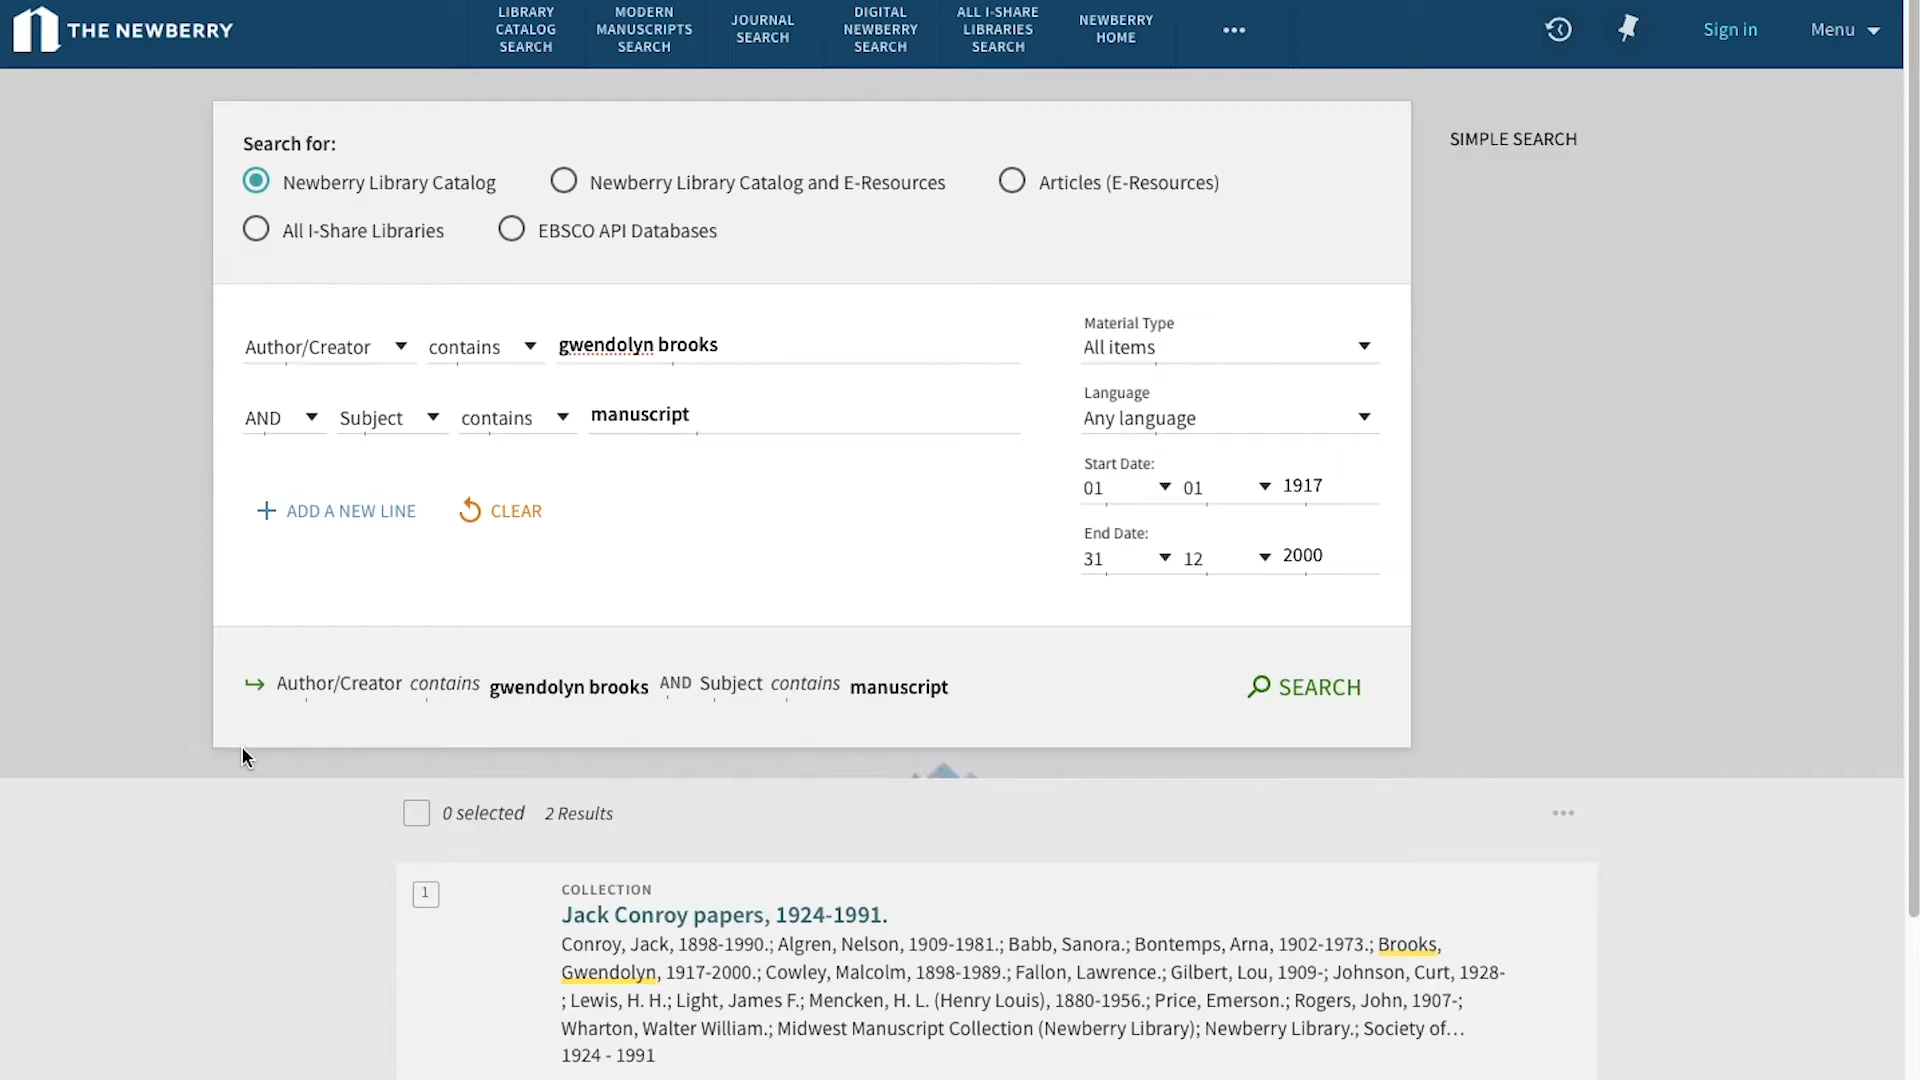 THE NEWBERRY
LIBRARY
CATALOG
SEARCH
MODERN
MANUSCRIPTS
SEARCH
JOURNAL
SEARCH
DIGITAL
NEWBERRY
SEARCH
ALL I-SHARE
LIBRARIES
SEARCH
NEWBERRY
HOME
Sign in
Menu
SIMPLE SEARCH
Search for:
Newberry Library Catalog
Newberry Library Catalog and E-Resources
Articles (E-Resources)
All I-Share Libraries
EBSCO API Databases
Author/Creator contains gwendolyn brooks
AND Subject contains manuscript
ADD A NEW LINE
CLEAR
Material Type
All items
Language
Any language
Start Date:
01 01 1917
End Date:
31 12 2000
Author/Creator contains gwendolyn brooks AND Subject contains manuscript
SEARCH
0 selected 2 Results
1
COLLECTION
Jack Conroy papers, 1924-1991.
Conroy, Jack, 1898-1990.; Algren, Nelson, 1909-1981.; Babb, Sanora.; Bontemps, Arna, 1902-1973.; Brooks,
Gwendolyn, 1917-2000.; Cowley, Malcolm, 1898-1989.; Fallon, Lawrence.; Gilbert, Lou, 1909-; Johnson, Curt, 1928-
; Lewis, H. H.; Light, James F.; Mencken, H. L. (Henry Louis), 1880-1956.; Price, Emerson.; Rogers, John, 1907-;
Wharton, Walter William.; Midwest Manuscript Collection (Newberry Library); Newberry Library.; Society of...
1924 - 1991